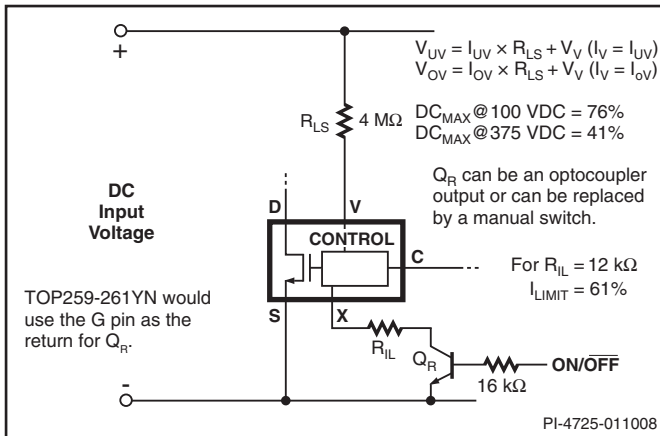 +
V_UV = I_UV × R_LS + V_V (I_V = I_UV)
V_OV = I_OV × R_LS + V_V (I_V = I_oV)
R_LS 4 MΩ
DC_MAX@100 VDC = 76%
DC_MAX@375 VDC = 41%
Q_R can be an optocoupler
output or can be replaced
by a manual switch.
DC
Input
Voltage
D
V
CONTROL
C
For R_IL = 12 kΩ
I_LIMIT = 61%
TOP259-261YN would
use the G pin as the
return for Q_R.
S
X
R_IL
Q_R
16 kΩ
ON/O̅F̅F̅
-
PI-4725-011008